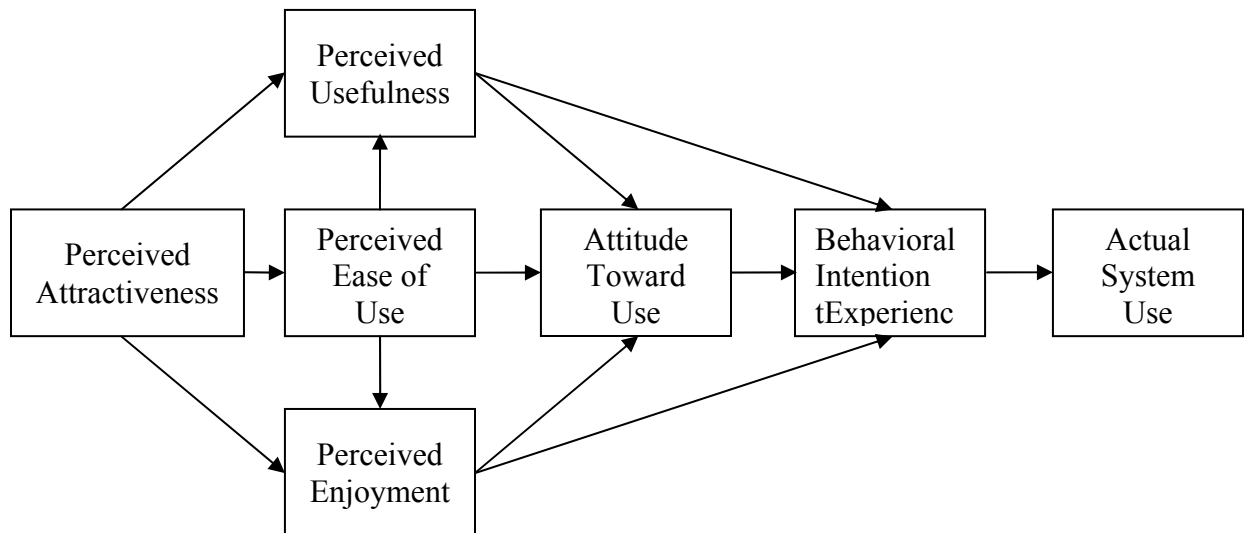 Perceived
Usefulness
Perceived
Attractiveness
Perceived
Ease of
Use
Attitude
Toward
Use
Behavioral
Intention
tExperienc
Actual
System
Use
Perceived
Enjoyment